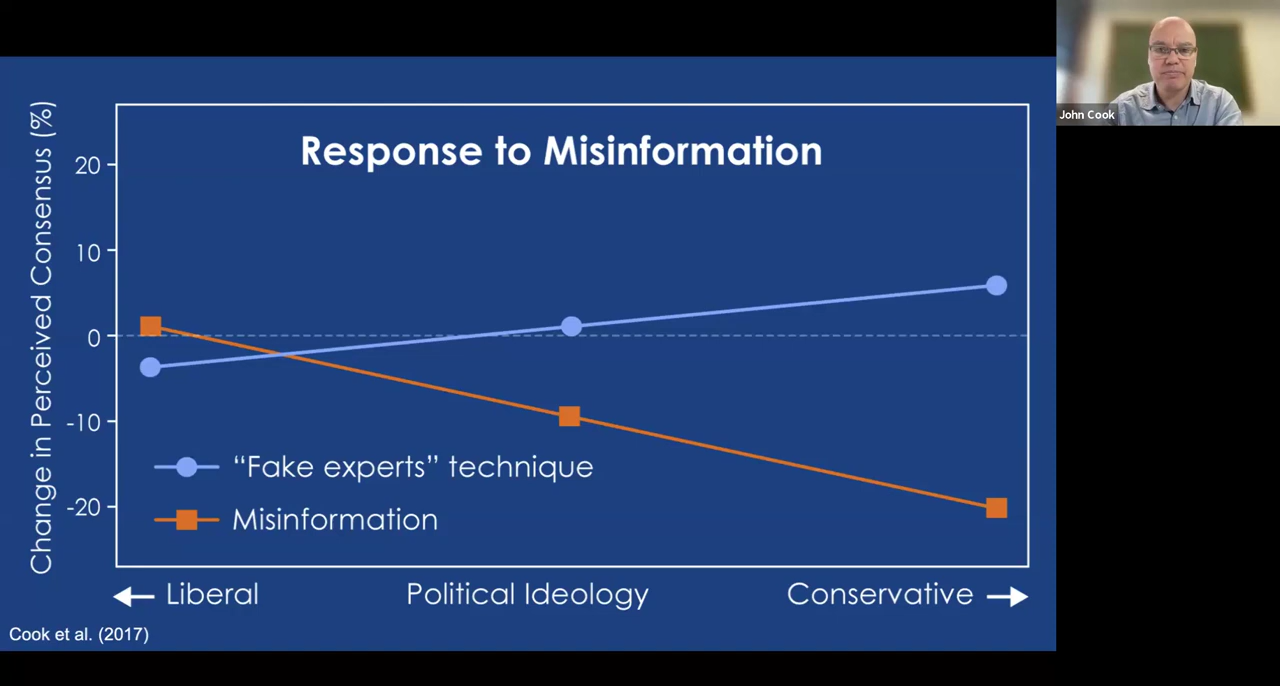 Response to Misinformation
Change in Perceived Consensus (%)
20
10
0
-10
-20
“Fake experts” technique
Misinformation
Liberal
Political Ideology
Conservative
Cook et al. (2017)
John Cook